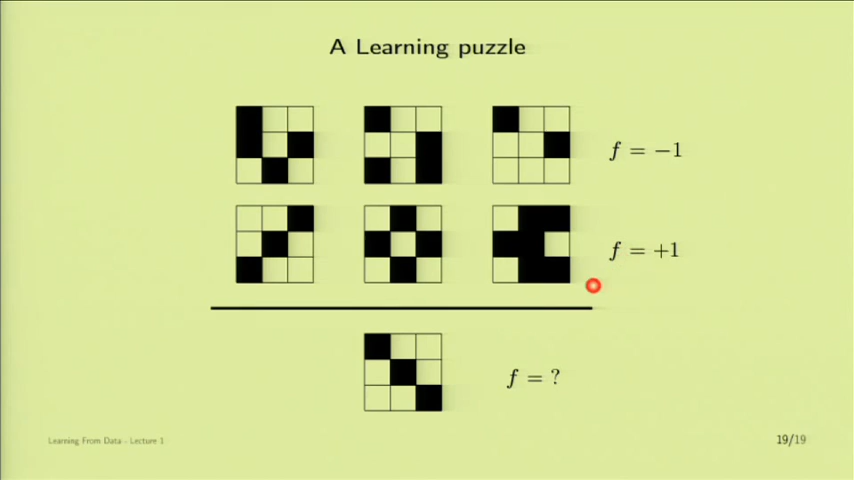 A Learning puzzle
f = −1
f = +1
f = ?
Learning From Data - Lecture 1
19/19